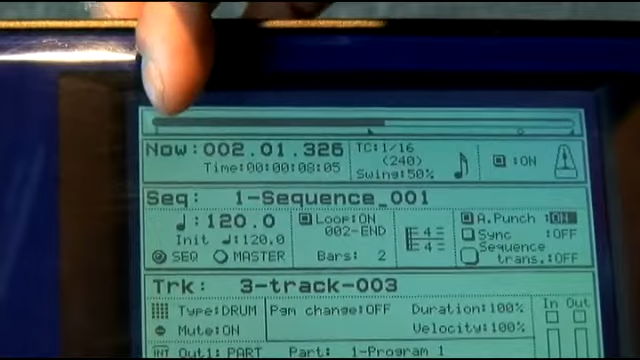 Now:002.01.326 TC:1/16 :ON
(240)
Time:00:00:08:05 Swing:50%
Seq: 1-Sequence_001
:120.0 Loop:ON A.Punch :ON
002-END 4 Sync :OFF
Init :120.0 4 Sequence
SEQ MASTER Bars: 2 trans.:OFF
Trk: 3-track-003
Type:DRUM Pgm change:OFF Duration:100% In Out
Mute:ON Velocity:100%
INT Out1: PART Part: 1-Program 1